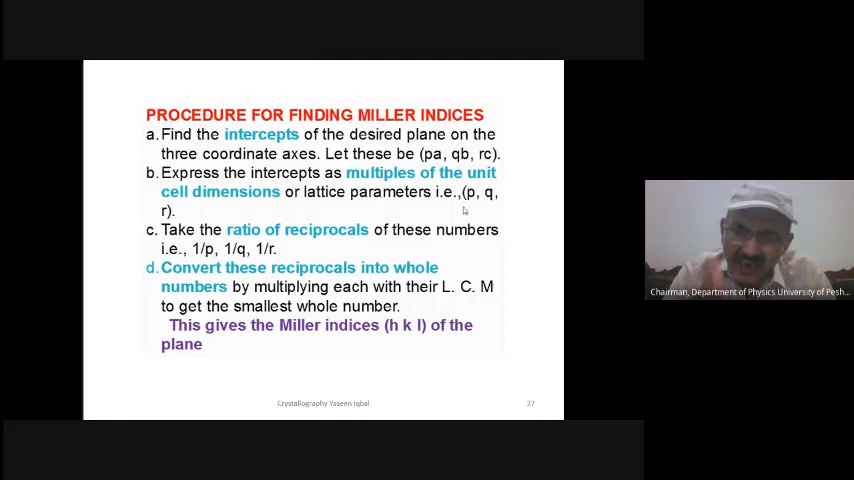 PROCEDURE FOR FINDING MILLER INDICES
a. Find the intercepts of the desired plane on the
three coordinate axes. Let these be (pa, qb, rc).
b. Express the intercepts as multiples of the unit
cell dimensions or lattice parameters i.e.,(p, q,
r).
c. Take the ratio of reciprocals of these numbers
i.e., 1/p, 1/q, 1/r.
d. Convert these reciprocals into whole
numbers by multiplying each with their L. C. M
to get the smallest whole number.
This gives the Miller indices (h k l) of the
plane
Crystallography Yaseen Iqbal
37
Chairman, Department of Physics University of Pesh...